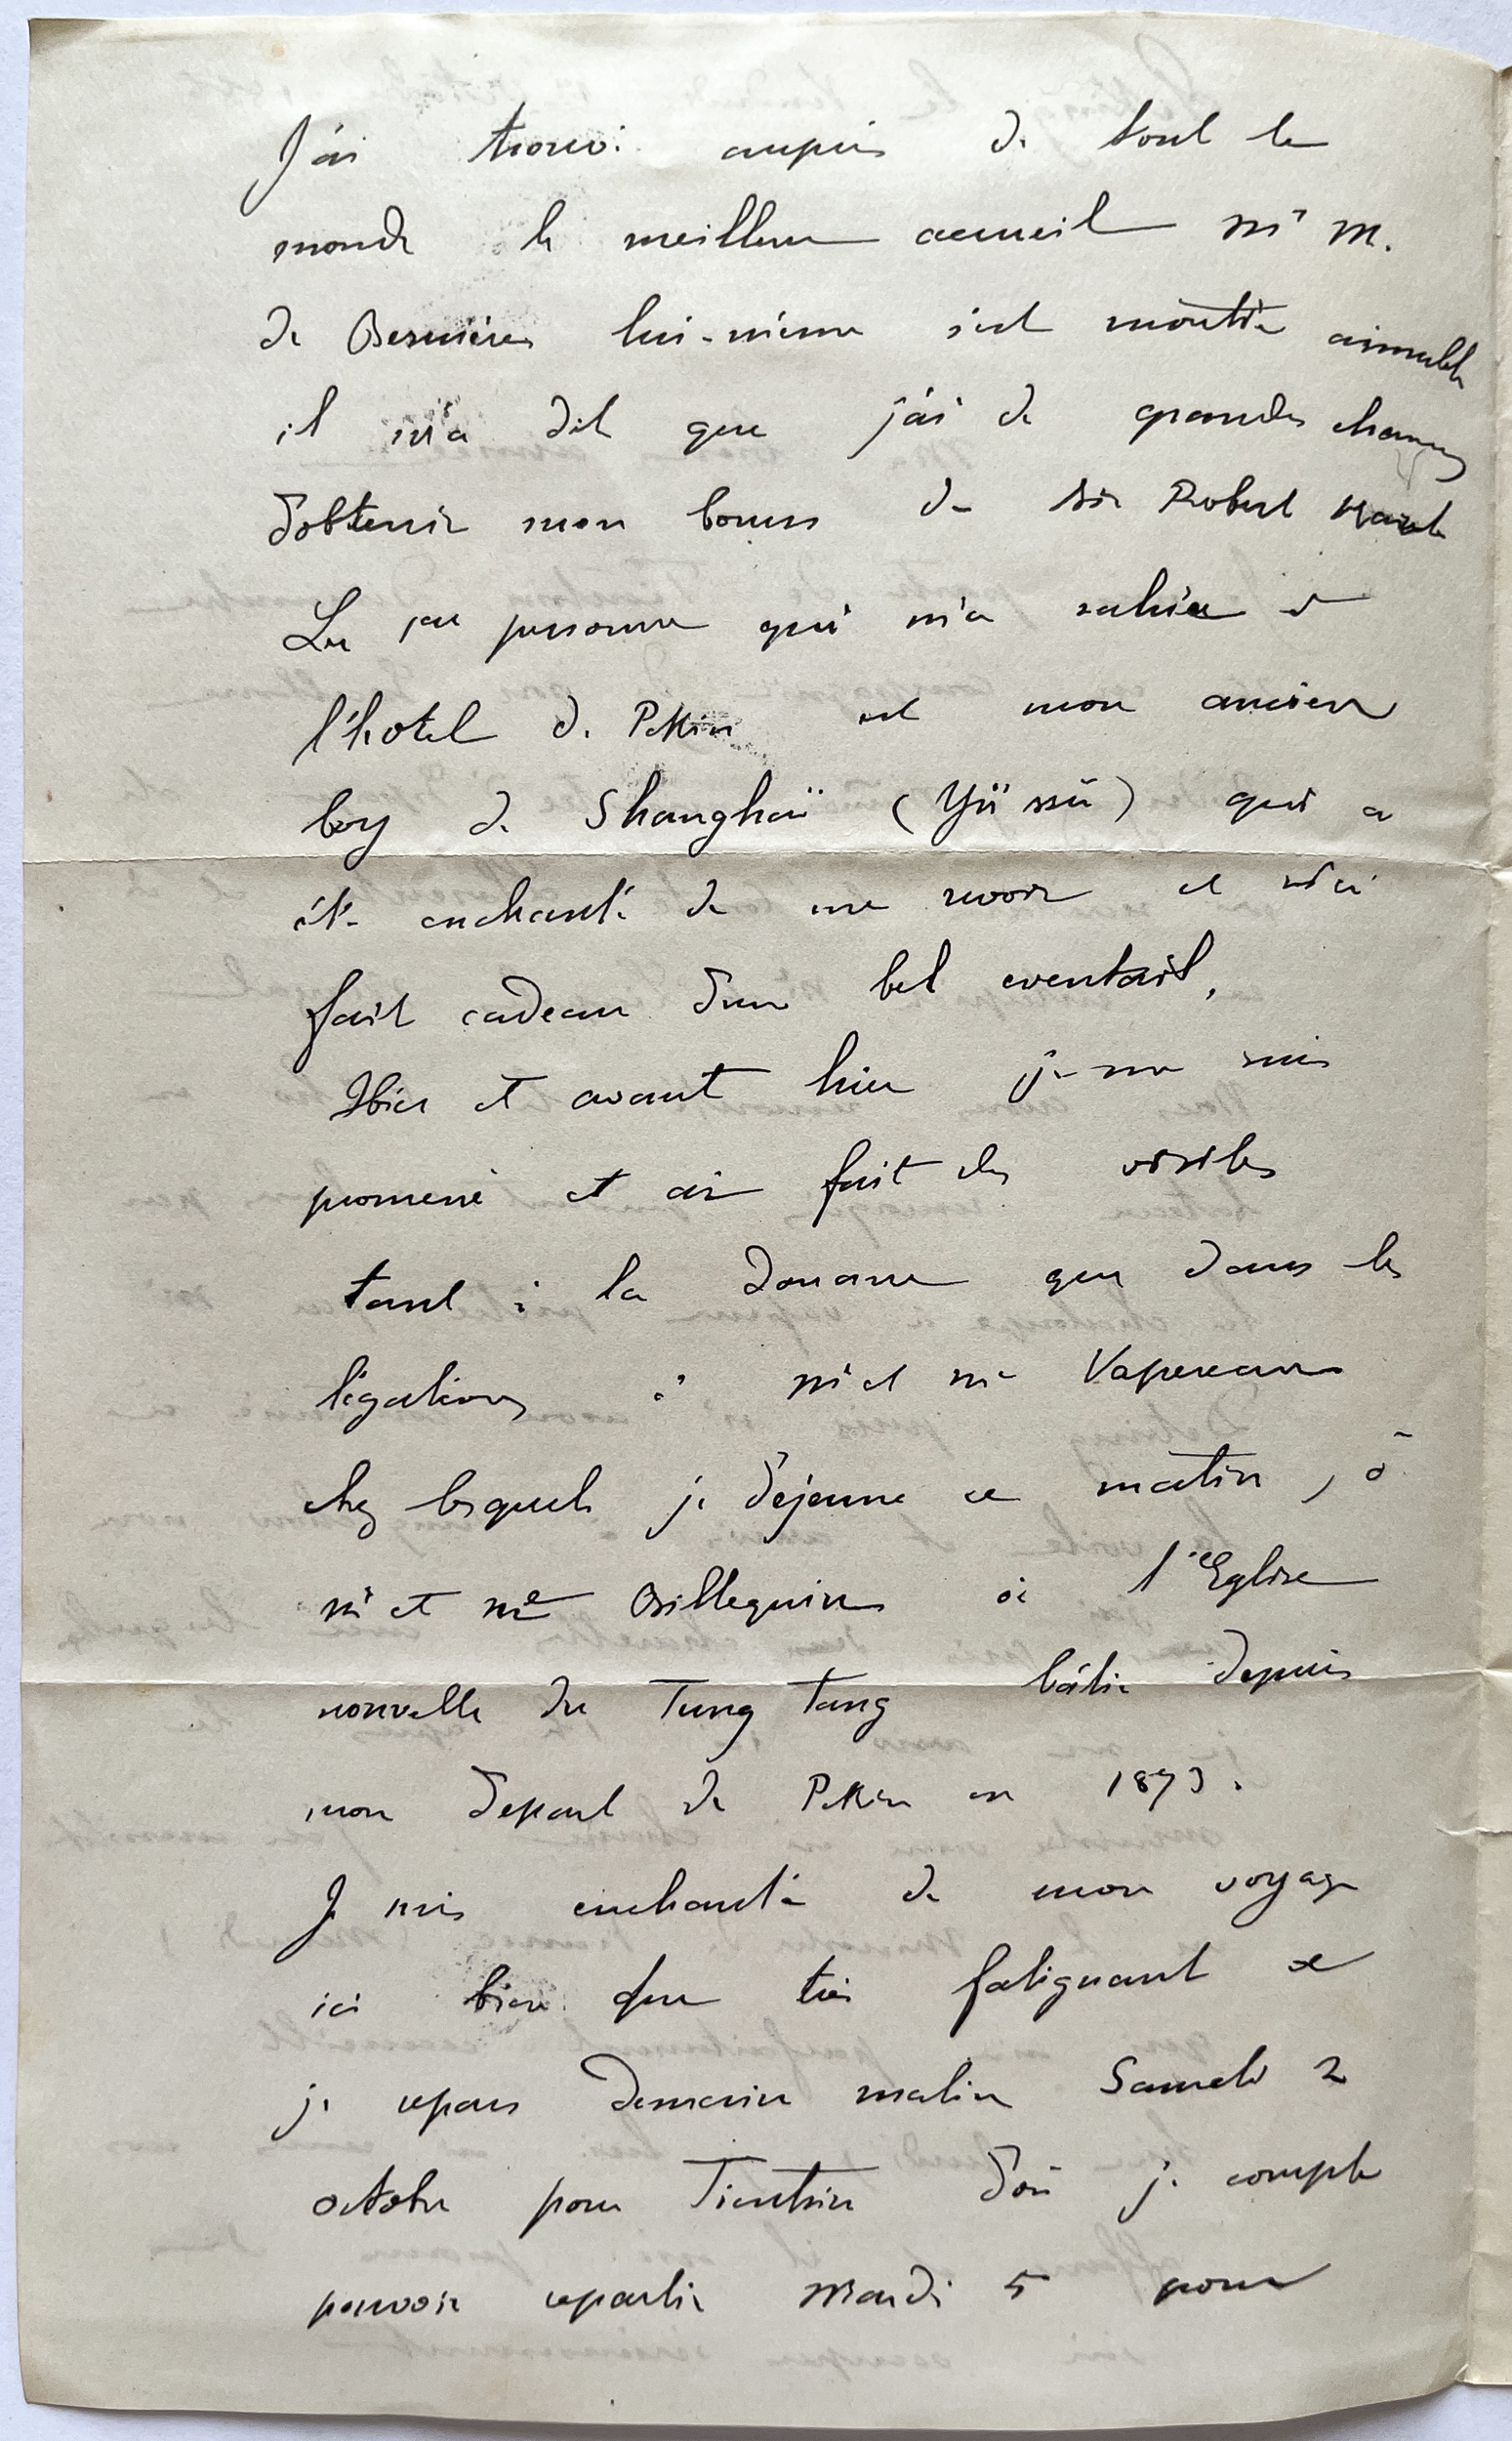 J'ai trouvé auprès de tout le
monde le meilleur accueil Mr M.
de Bernières lui-même s'est montré aimable
il m'a dit que j'ai de grandes chances
d'obtenir mon bonus de Sir Robert Hart
La 1ère personne qui m'a saluée à
l'hotel de Pékin est mon ancien
boy de Shanghaï (Yü ssü) qui a
été enchanté de me revoir et m'a
fait cadeau d'un bel eventail,
Hier et avant hier je me suis
promené et ai fait des visites
tant à la Douane que dans les
légations à Mr et Me Vapereau
chez lesquels je déjeune ce matin, à
Mr et Me Billequin à l'Eglise
nouvelle du Tung Tang bâtie depuis
mon départ de Pékin en 1873.
Je suis enchanté de mon voyage
ici bien que très fatiguant et
je repars demain matin Samedi 2
octobre pour Tientsin d'où je compte
pouvoir repartir Mardi 5 pour